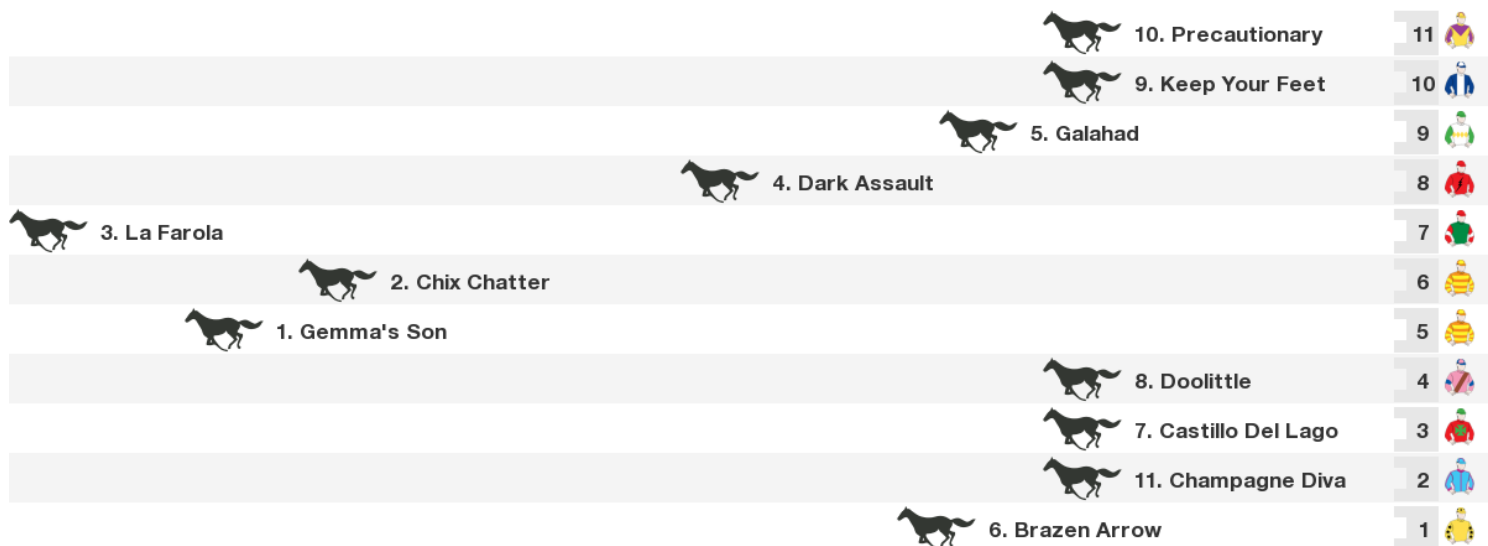 10. Precautionary 11
9. Keep Your Feet 10
5. Galahad 9
4. Dark Assault 8
3. La Farola 7
2. Chix Chatter 6
1. Gemma's Son 5
8. Doolittle 4
7. Castillo Del Lago 3
11. Champagne Diva 2
6. Brazen Arrow 1